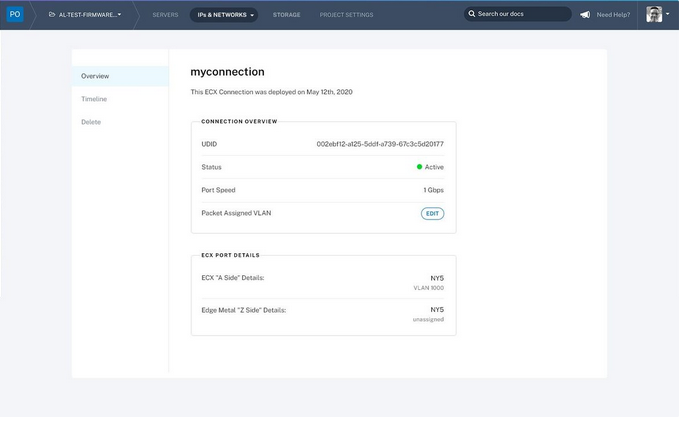 PO
AL-TEST-FIRMWARE...
SERVERS
IPs & NETWORKS
STORAGE
PROJECT SETTINGS
Search our docs
Need Help?
Overview
Timeline
Delete
myconnection
This ECX Connection was deployed on May 12th, 2020
CONNECTION OVERVIEW
UDID 002ebf12-a125-5ddf-a739-67c3c5d20177
Status Active
Port Speed 1 Gbps
Packet Assigned VLAN EDIT
ECX PORT DETAILS
ECX "A Side" Details: NY5
VLAN 1000
Edge Metal "Z Side" Details: NY5
unassigned